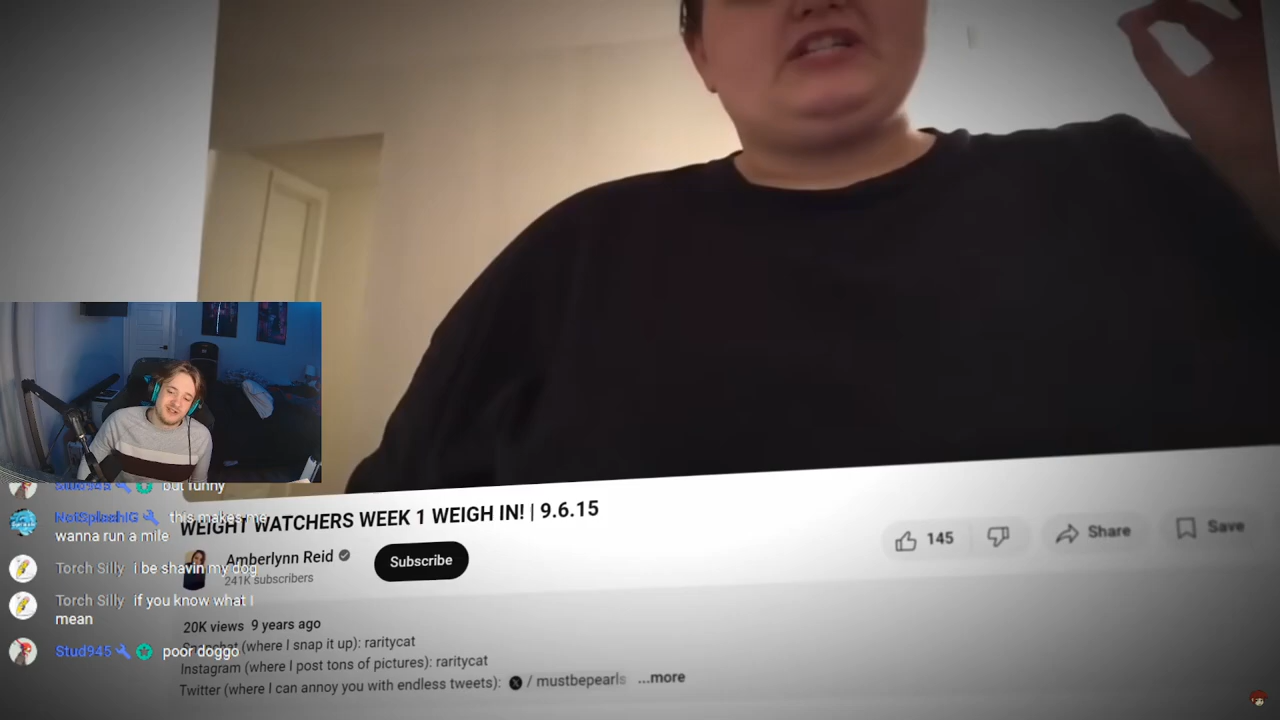 WEIGHT WATCHERS WEEK 1 WEIGH IN! | 9.6.15
Amberlynn Reid
241K subscribers
Subscribe
145
Share
Save
20K views 9 years ago
(where I snap it up): raritycat
Instagram (where I post tons of pictures): raritycat
Twitter (where I can annoy you with endless tweets): / mustbepearls ...more
Stud945 but funny
this makes me
wanna run a mile
Torch Silly i be shavin my dog
Torch Silly if you know what I
mean
Stud945 poor doggo